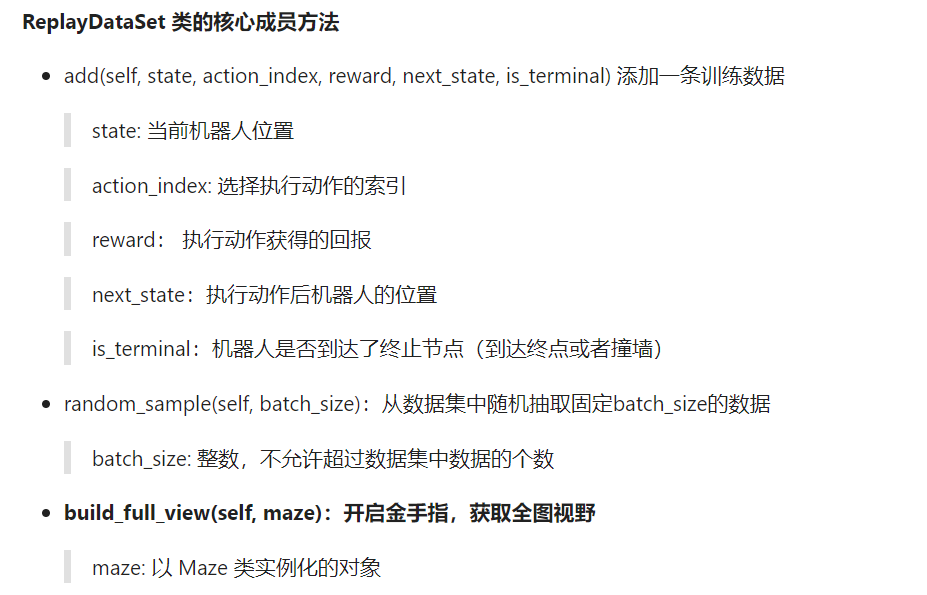 ReplayDataSet 类的核心成员方法
add(self, state, action_index, reward, next_state, is_terminal) 添加一条训练数据
state: 当前机器人位置
action_index: 选择执行动作的索引
reward： 执行动作获得的回报
next_state：执行动作后机器人的位置
is_terminal：机器人是否到达了终止节点（到达终点或者撞墙）
random_sample(self, batch_size)：从数据集中随机抽取固定batch_size的数据
batch_size: 整数，不允许超过数据集中数据的个数
build_full_view(self, maze)：开启金手指，获取全图视野
maze: 以 Maze 类实例化的对象